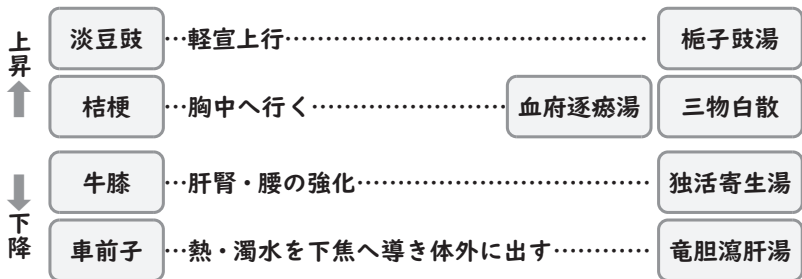 上昇
淡豆豉…軽宣上行……………………………………梔子豉湯
桔梗…胸中へ行く……………………血府逐瘀湯 三物白散
下降
牛膝…肝腎・腰の強化………………………………独活寄生湯
車前子…熱・濁水を下焦へ導き体外に出す…………竜胆瀉肝湯